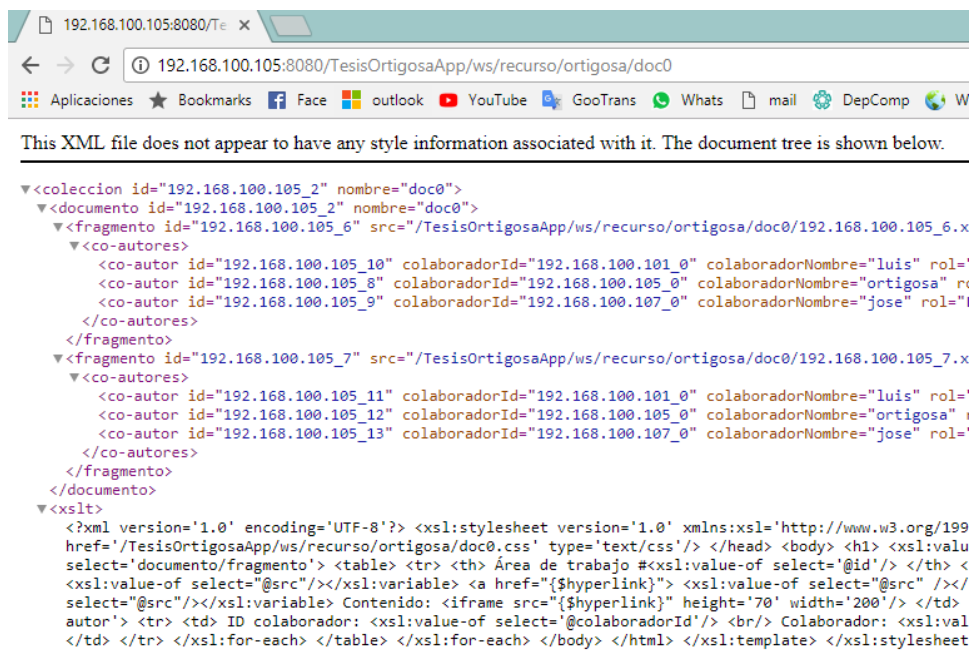 192.168.100.105:8080/Te
192.168.100.105:8080/TesisOrtigosaApp/ws/recurso/ortigosa/doc0
Aplicaciones Bookmarks Face outlook YouTube GooTrans Whats mail DepComp W
This XML file does not appear to have any style information associated with it. The document tree is shown below.
▼<coleccion id="192.168.100.105_2" nombre="doc0">
▼<documento id="192.168.100.105_2" nombre="doc0">
▼<fragmento id="192.168.100.105_6" src="/TesisOrtigosaApp/ws/recurso/ortigosa/doc0/192.168.100.105_6.x
▼<co-autores>
<co-autor id="192.168.100.105_10" colaboradorId="192.168.100.101_0" colaboradorNombre="luis" rol="
<co-autor id="192.168.100.105_8" colaboradorId="192.168.100.105_0" colaboradorNombre="ortigosa" ro
<co-autor id="192.168.100.105_9" colaboradorId="192.168.100.107_0" colaboradorNombre="jose" rol="
</co-autores>
</fragmento>
▼<fragmento id="192.168.100.105_7" src="/TesisOrtigosaApp/ws/recurso/ortigosa/doc0/192.168.100.105_7.x
▼<co-autores>
<co-autor id="192.168.100.105_11" colaboradorId="192.168.100.101_0" colaboradorNombre="luis" rol="
<co-autor id="192.168.100.105_12" colaboradorId="192.168.100.105_0" colaboradorNombre="ortigosa"
<co-autor id="192.168.100.105_13" colaboradorId="192.168.100.107_0" colaboradorNombre="jose" rol="
</co-autores>
</fragmento>
</documento>
▼<xslt>
<?xml version='1.0' encoding='UTF-8'?> <xsl:stylesheet version='1.0' xmlns:xsl='http://www.w3.org/199
href='/TesisOrtigosaApp/ws/recurso/ortigosa/doc0.css' type='text/css'/> </head> <body> <h1> <xsl:valu
select='documento/fragmento'> <table> <tr> <th> Área de trabajo #<xsl:value-of select='@id'/> </th> <
<xsl:value-of select="@src"/></xsl:variable> <a href="{$hyperlink}"> <xsl:value-of select="@src" /></
select="@src"/></xsl:variable> Contenido: <iframe src="{$hyperlink}" height='70' width='200'/> </td>
autor'> <tr> <td> ID colaborador: <xsl:value-of select='@colaboradorId'/> <br/> Colaborador: <xsl:val
</td> </tr> </xsl:for-each> </table> </xsl:for-each> </body> </html> </xsl:template> </xsl:stylesheet